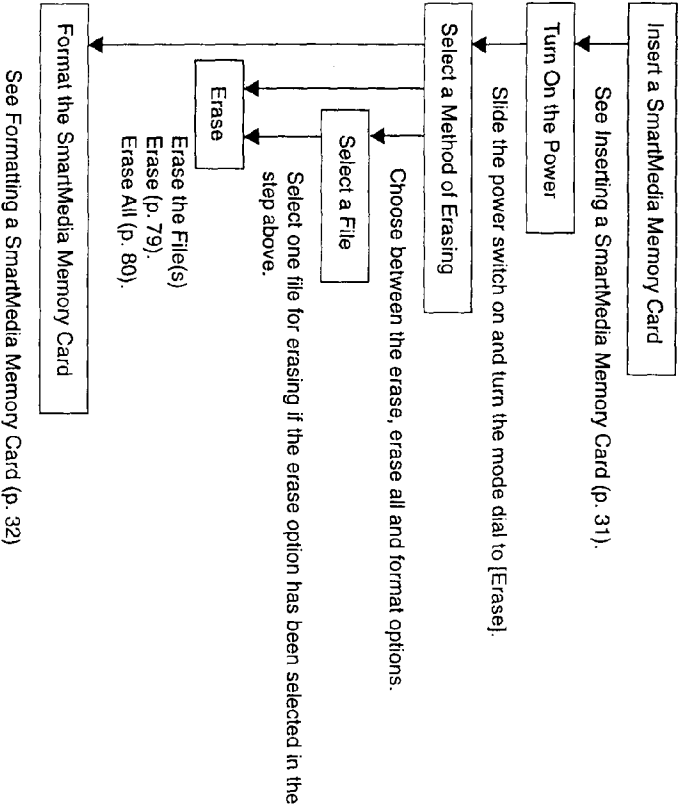 Insert a SmartMedia Memory Card
See Inserting a SmartMedia Memory Card (p. 31).
Turn On the Power
Slide the power switch on and turn the mode dial to [Erase].
Select a Method of Erasing
Choose between the erase, erase all and format options.
Select a File
Select one file for erasing if the erase option has been selected in the
step above.
Erase
Erase the File(s)
Erase (p. 79).
Erase All (p. 80).
Format the SmartMedia Memory Card
See Formatting a SmartMedia Memory Card (p. 32)